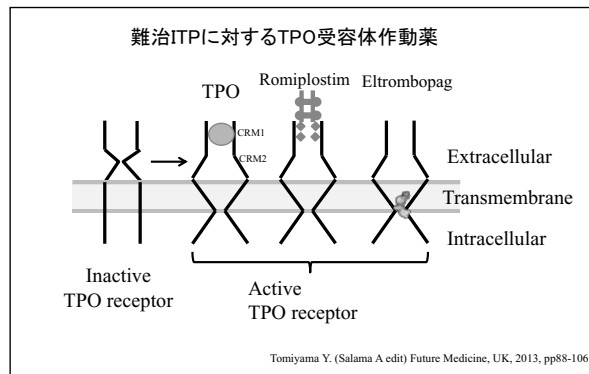 難治ITPに対するTPO受容体作動薬
Romiplostim
Eltrombopag
TPO
CRM1
CRM2
Extracellular
Transmembrane
Intracellular
Inactive
TPO receptor
Active
TPO receptor
Tomiyama Y. (Salama A edit) Future Medicine, UK, 2013, pp88-106